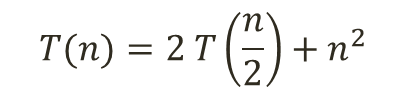 T(n) = 2 T(n/2) + n²